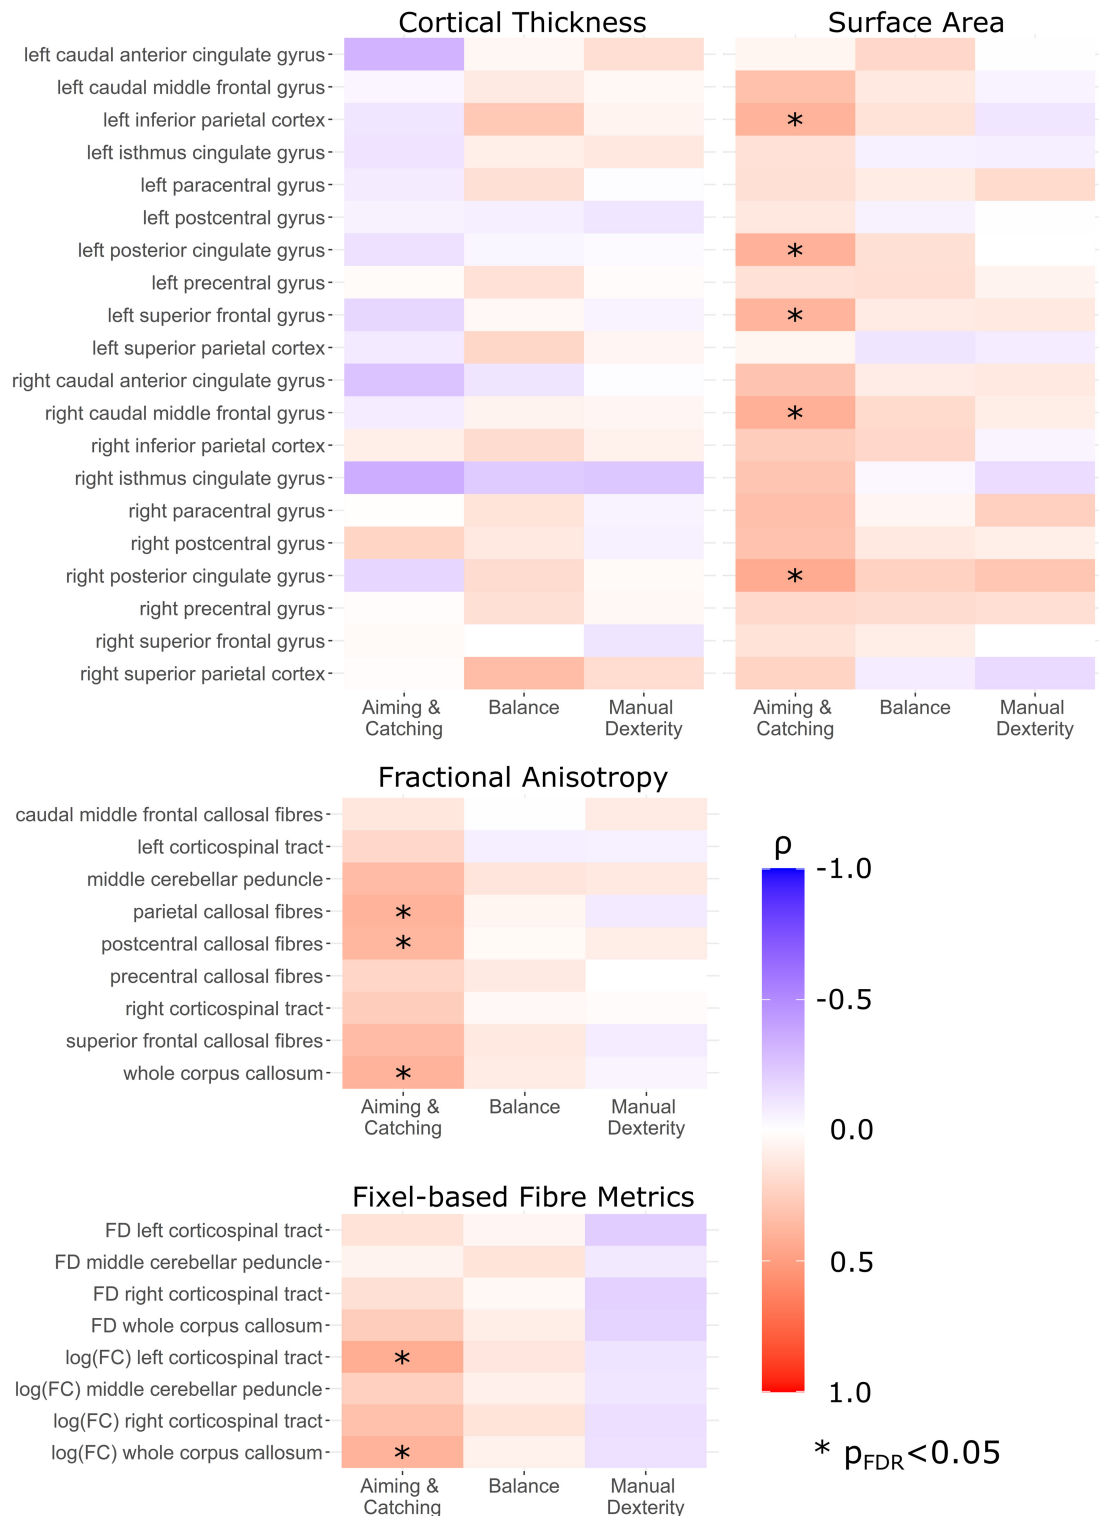 Cortical Thickness
Surface Area
left caudal anterior cingulate gyrus
left caudal middle frontal gyrus
left inferior parietal cortex
*
left isthmus cingulate gyrus
left paracentral gyrus
left postcentral gyrus
left posterior cingulate gyrus
*
left precentral gyrus
left superior frontal gyrus
*
left superior parietal cortex
right caudal anterior cingulate gyrus
right caudal middle frontal gyrus
*
right inferior parietal cortex
right isthmus cingulate gyrus
right paracentral gyrus
right postcentral gyrus
right posterior cingulate gyrus
*
right precentral gyrus
right superior frontal gyrus
right superior parietal cortex
Aiming &
Catching
Balance
Manual
Dexterity
Aiming &
Catching
Balance
Manual
Dexterity
Fractional Anisotropy
caudal middle frontal callosal fibres
left corticospinal tract
middle cerebellar peduncle
parietal callosal fibres
*
postcentral callosal fibres
*
precentral callosal fibres
right corticospinal tract
superior frontal callosal fibres
whole corpus callosum
*
Aiming &
Catching
Balance
Manual
Dexterity
ρ
-1.0
-0.5
0.0
0.5
1.0
Fixel-based Fibre Metrics
FD left corticospinal tract
FD middle cerebellar peduncle
FD right corticospinal tract
FD whole corpus callosum
log(FC) left corticospinal tract
*
log(FC) middle cerebellar peduncle
log(FC) right corticospinal tract
log(FC) whole corpus callosum
*
Aiming &
Catching
Balance
Manual
Dexterity
* pFDR<0.05